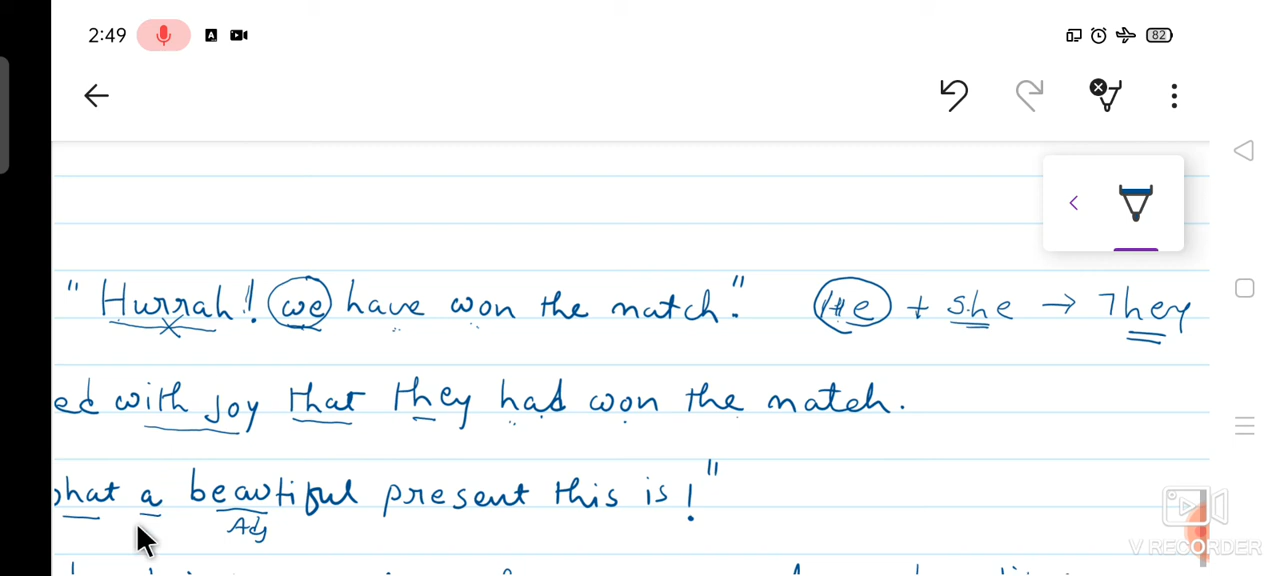 2:49
82
"Hurrah! we have won the match." He + she → They
ed with joy that they had won the match.
what a beautiful present this is!"
Adj
V RECORDER